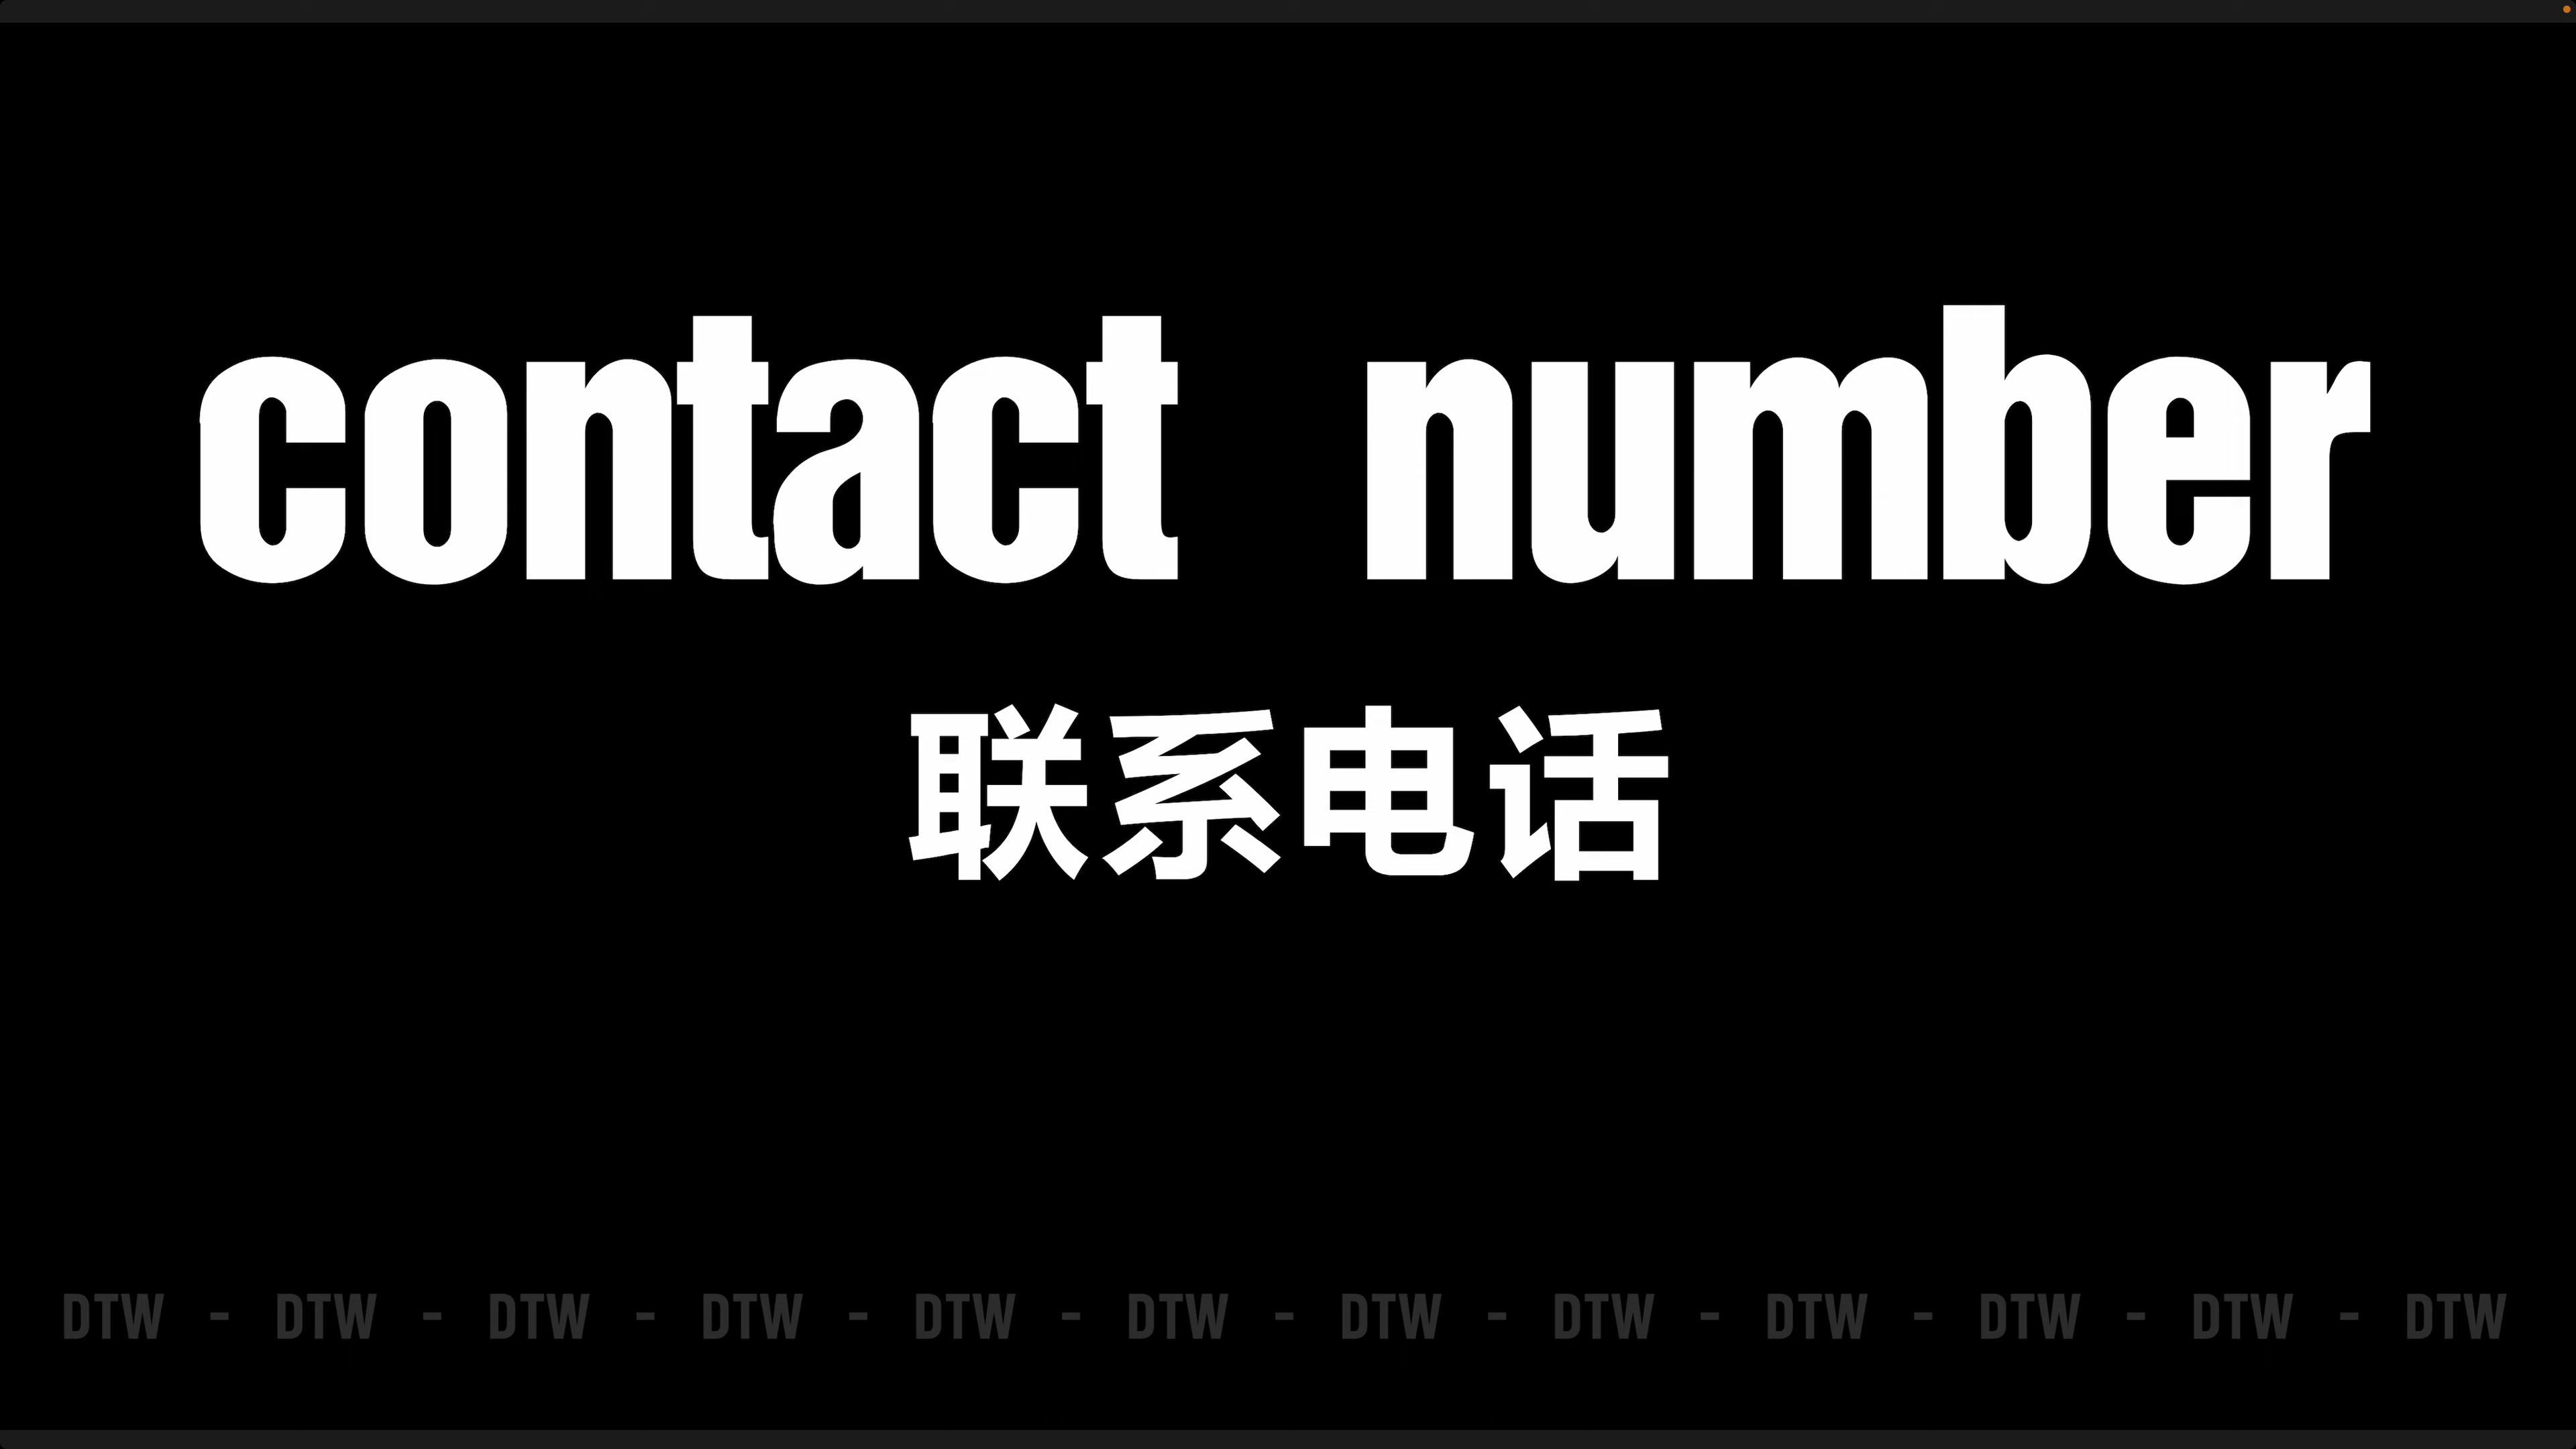 contact number
联系电话
DTW - DTW - DTW - DTW - DTW - DTW - DTW - DTW - DTW - DTW - DTW - DTW